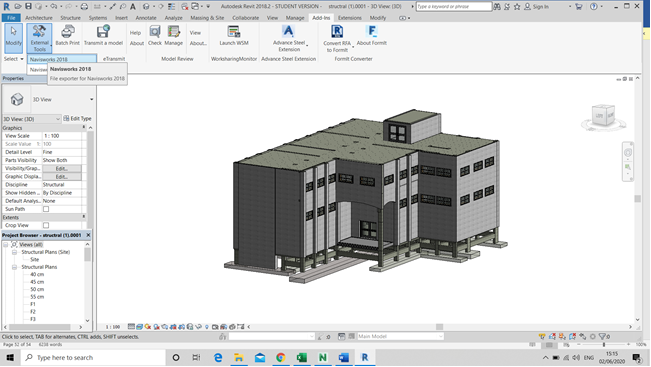 Autodesk Revit 2018.2 - STUDENT VERSION - structral (1).0001 - 3D View: {3D}
Type a keyword or phrase
Sign In
File Architecture Structure Systems Insert Annotate Analyze Massing & Site Collaborate View Manage Add-Ins Modify
Modify
External Tools
Batch Print
Transmit a model
Help
About
Check
Manage
View
About...
Launch WSM
Advance Steel Extension
Convert RFA to FormIt
About FormIt
Select
Navisworks 2018
eTransmit
Model Review
WorksharingMonitor
Advance Steel Extension
FormIt Converter
Navisworks 2018
File exporter for Navisworks 2018
Properties
3D View
3D View: {3D}
Edit Type
Graphics
View Scale 1 : 100
Scale Value 1: 100
Detail Level Fine
Parts Visibility Show Both
Visibility/Grap... Edit...
Graphic Displa... Edit...
Discipline Structural
Show Hidden ... By Discipline
Default Analys... None
Sun Path
Extents
Crop View
Project Browser - structral (1).0001
Views (all)
Structural Plans (Site)
Site
Structural Plans
40 cm
45 cm
50 cm
55 cm
F1
F2
F3
1 : 100
Click to select, TAB for alternates, CTRL adds, SHIFT unselects.
:0
Main Model
:0
Page 52 of 54 6238 words
100%
Type here to search
ENG
15:15
02/06/2020